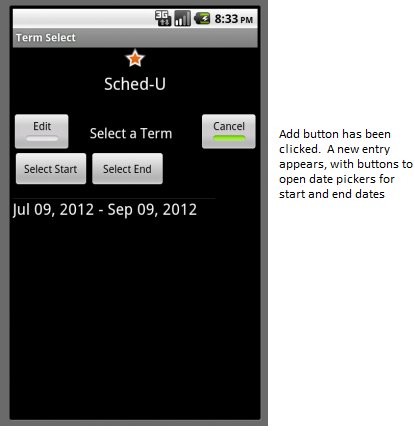 3G 8:33 PM
Term Select
Sched-U
Edit Select a Term Cancel
Select Start Select End
Jul 09, 2012 - Sep 09, 2012
Add button has been
clicked.  A new entry
appears, with buttons to
open date pickers for
start and end dates